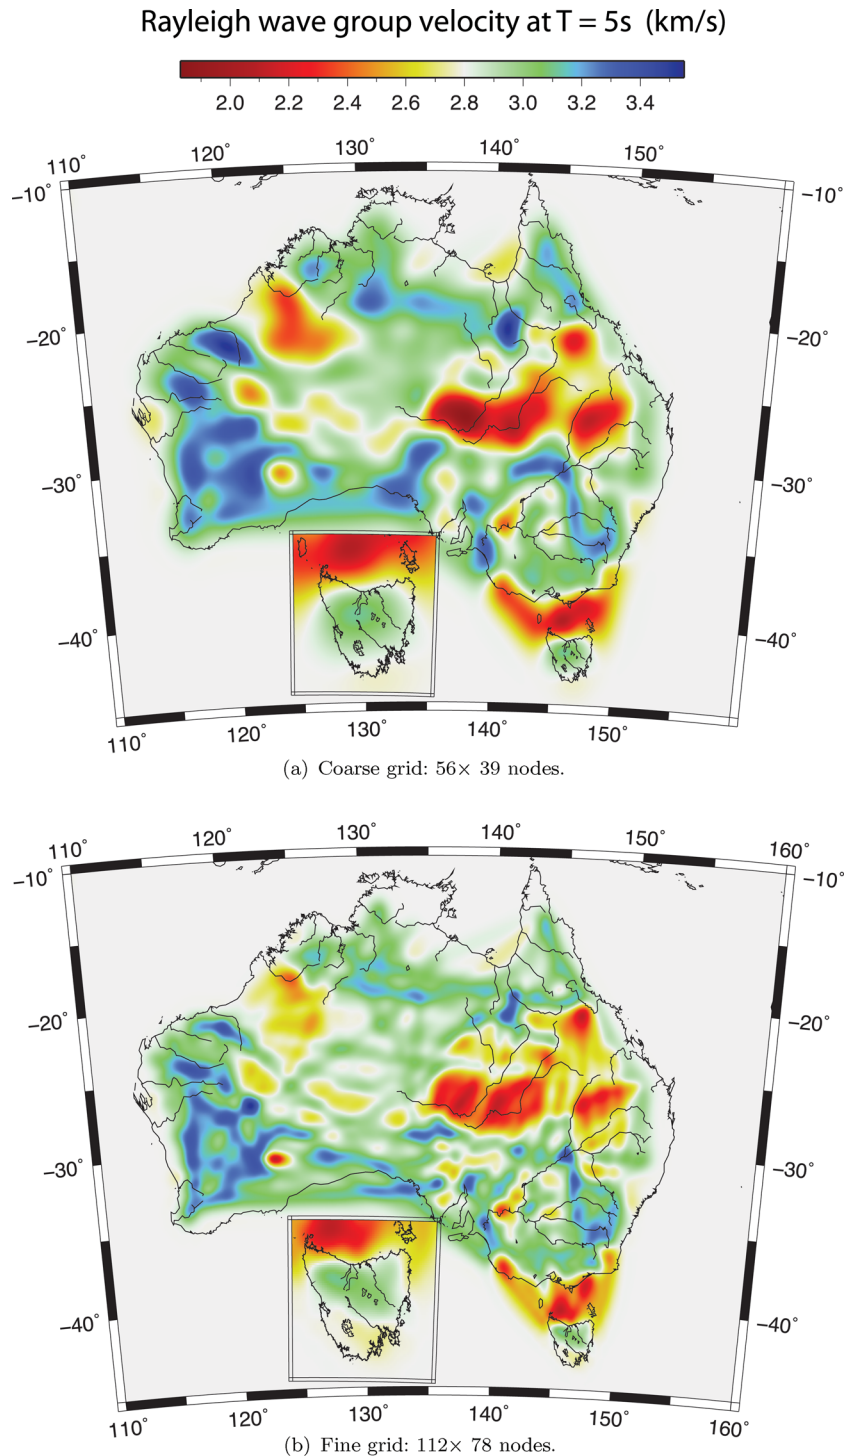 Rayleigh wave group velocity at T = 5s (km/s)
2.0 2.2 2.4 2.6 2.8 3.0 3.2 3.4
110° 120° 130° 140° 150°
−10° −10°
−20° −20°
−30° −30°
−40° −40°
110° 120° 130° 140° 150°
(a) Coarse grid: 56× 39 nodes.
110° 120° 130° 140° 150° 160°
−10° −10°
−20° −20°
−30° −30°
−40° −40°
110° 120° 130° 140° 150° 160°
(b) Fine grid: 112× 78 nodes.